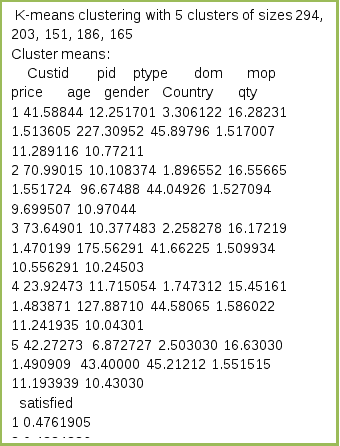 K-means clustering with 5 clusters of sizes 294,
203, 151, 186, 165
Cluster means:
Custid pid ptype dom mop
price age gender Country qty
1 41.58844 12.251701 3.306122 16.28231
1.513605 227.30952 45.89796 1.517007
11.289116 10.77211
2 70.99015 10.108374 1.896552 16.55665
1.551724 96.67488 44.04926 1.527094
9.699507 10.97044
3 73.64901 10.377483 2.258278 16.17219
1.470199 175.56291 41.66225 1.509934
10.556291 10.24503
4 23.92473 11.715054 1.747312 15.45161
1.483871 127.88710 44.58065 1.586022
11.241935 10.04301
5 42.27273 6.872727 2.503030 16.63030
1.490909 43.40000 45.21212 1.551515
11.193939 10.43030
satisfied
1 0.4761905